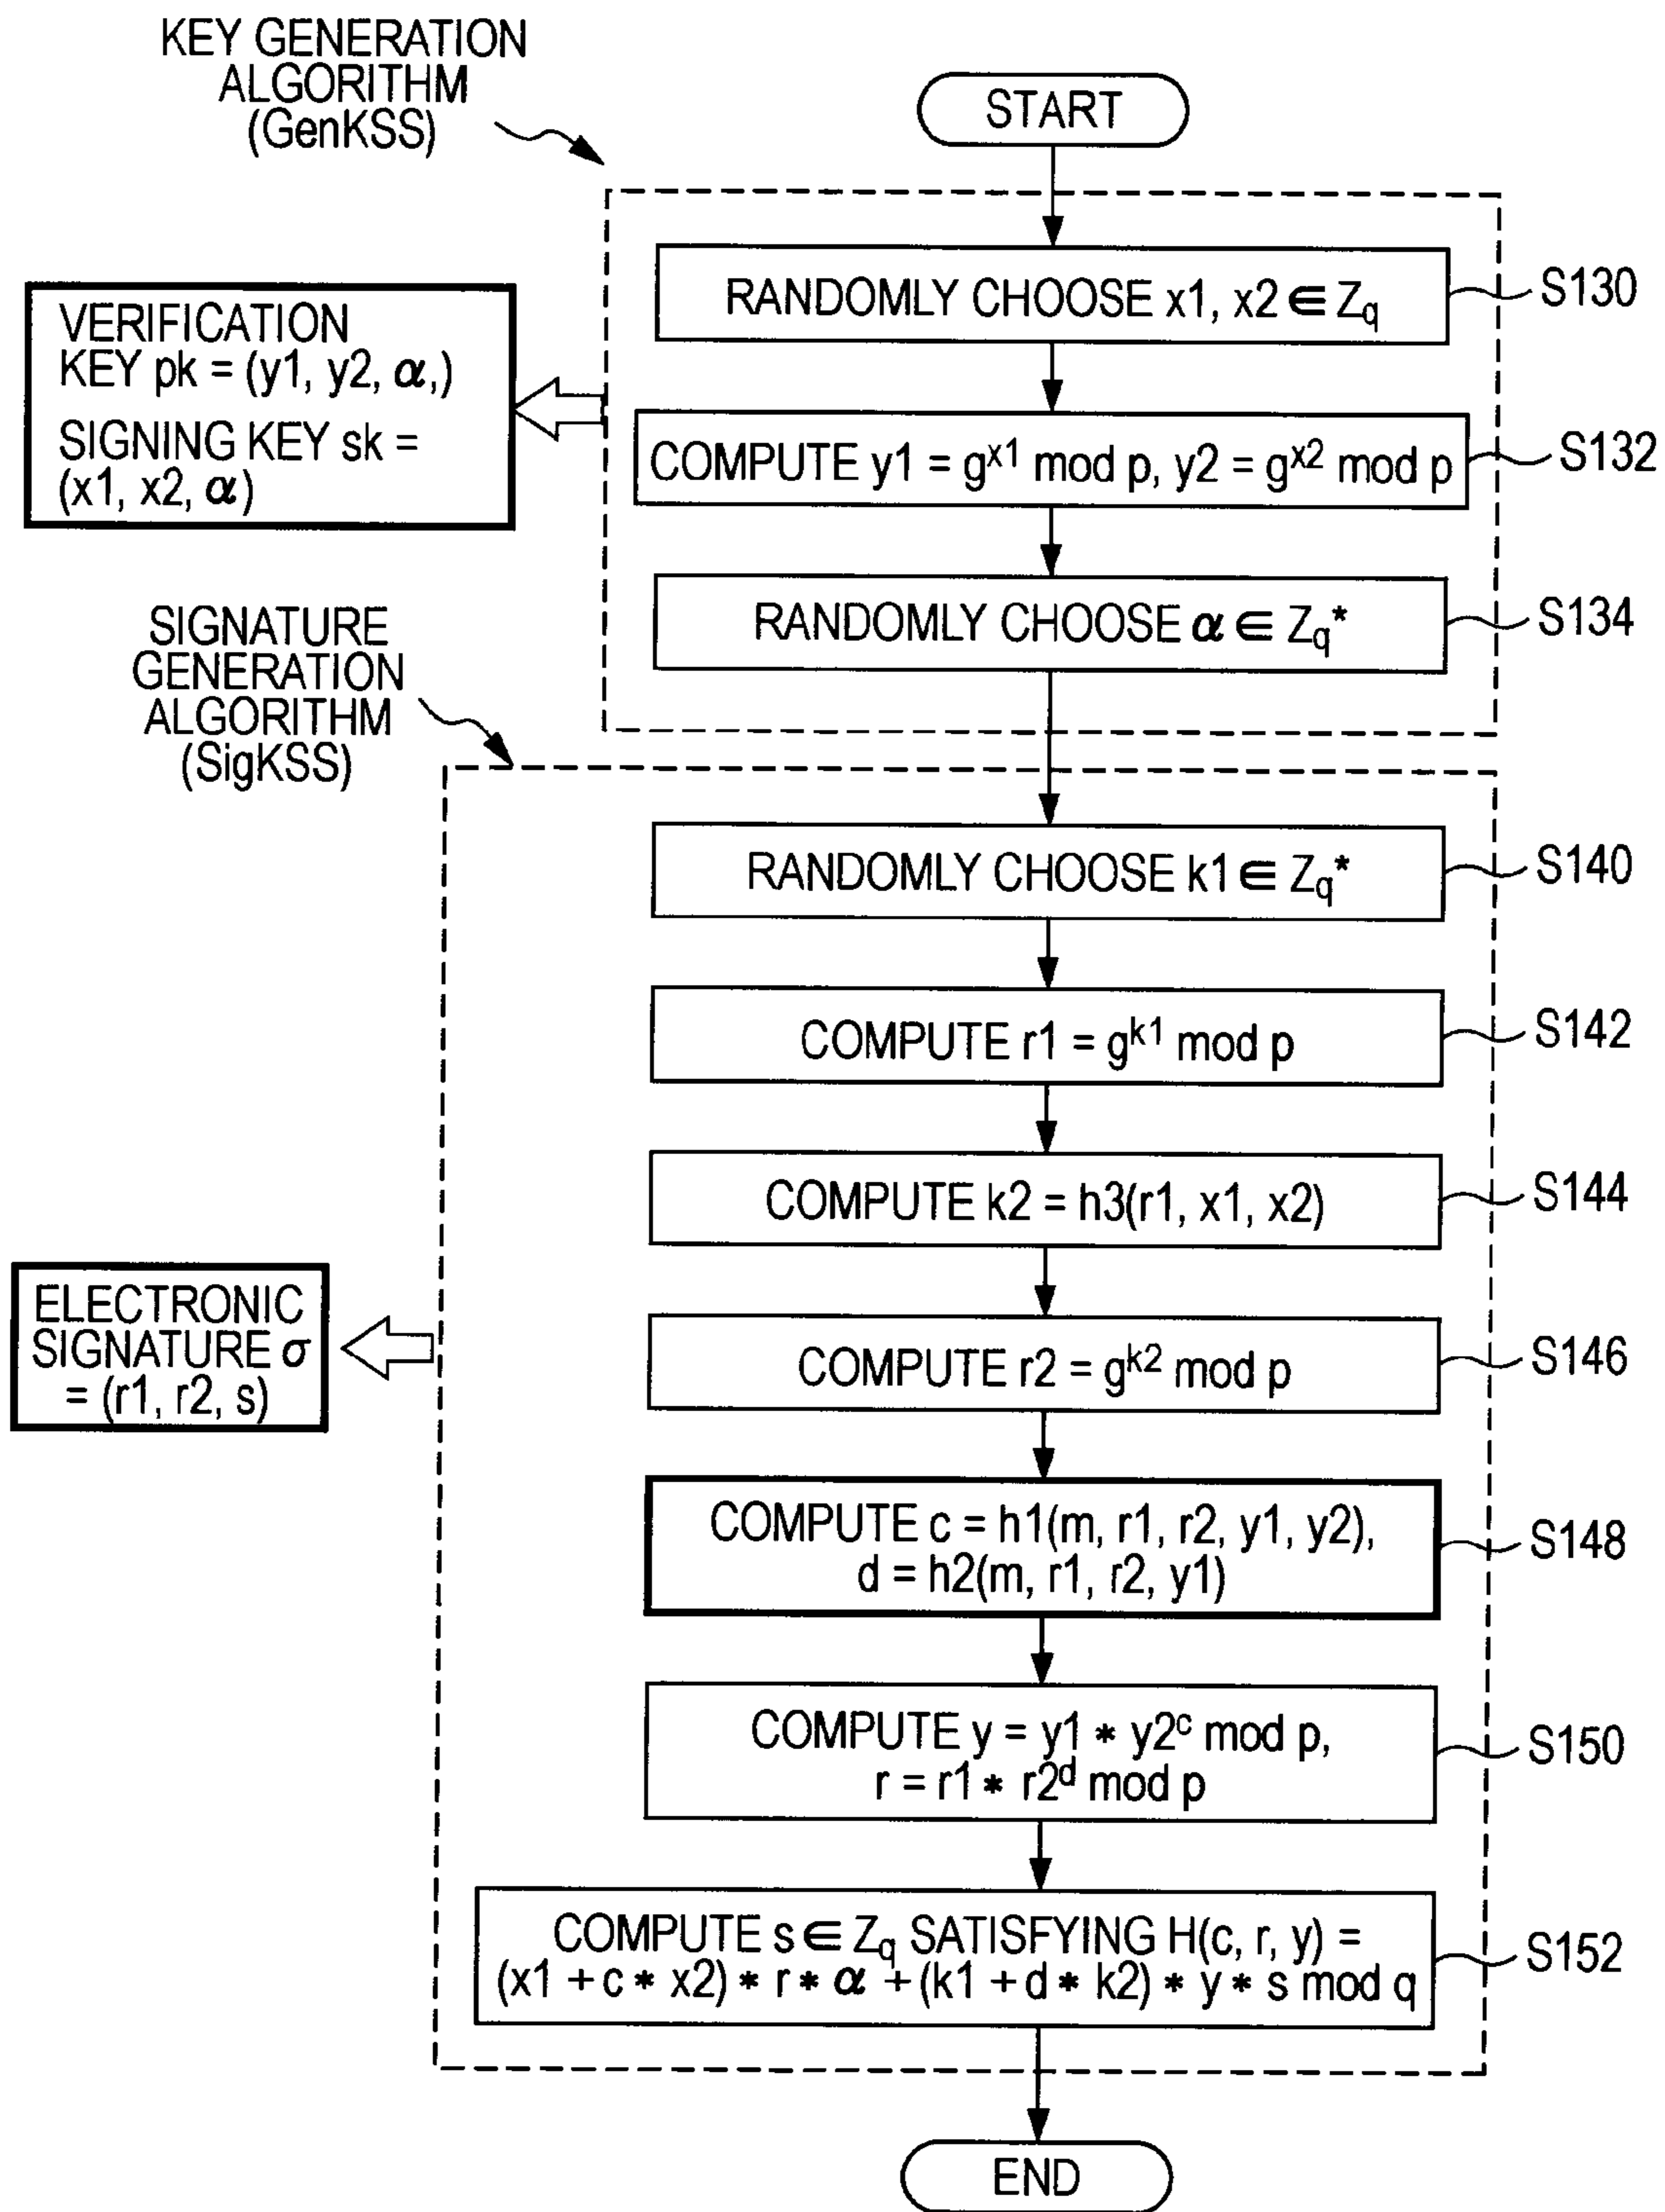 KEY GENERATION
ALGORITHM
(GenKSS)
START
RANDOMLY CHOOSE x1, x2 ∈ Z_q
S130
VERIFICATION
KEY pk = (y1, y2, α,)
SIGNING KEY sk =
(x1, x2, α)
COMPUTE y1 = g^x1 mod p, y2 = g^x2 mod p
S132
RANDOMLY CHOOSE α ∈ Z_q*
S134
SIGNATURE
GENERATION
ALGORITHM
(SigKSS)
RANDOMLY CHOOSE k1 ∈ Z_q*
S140
COMPUTE r1 = g^k1 mod p
S142
COMPUTE k2 = h3(r1, x1, x2)
S144
ELECTRONIC
SIGNATURE σ
= (r1, r2, s)
COMPUTE r2 = g^k2 mod p
S146
COMPUTE c = h1(m, r1, r2, y1, y2),
d = h2(m, r1, r2, y1)
S148
COMPUTE y = y1 * y2^c mod p,
r = r1 * r2^d mod p
S150
COMPUTE s ∈ Z_q SATISFYING H(c, r, y) =
(x1 + c * x2) * r * α + (k1 + d * k2) * y * s mod q
S152
END